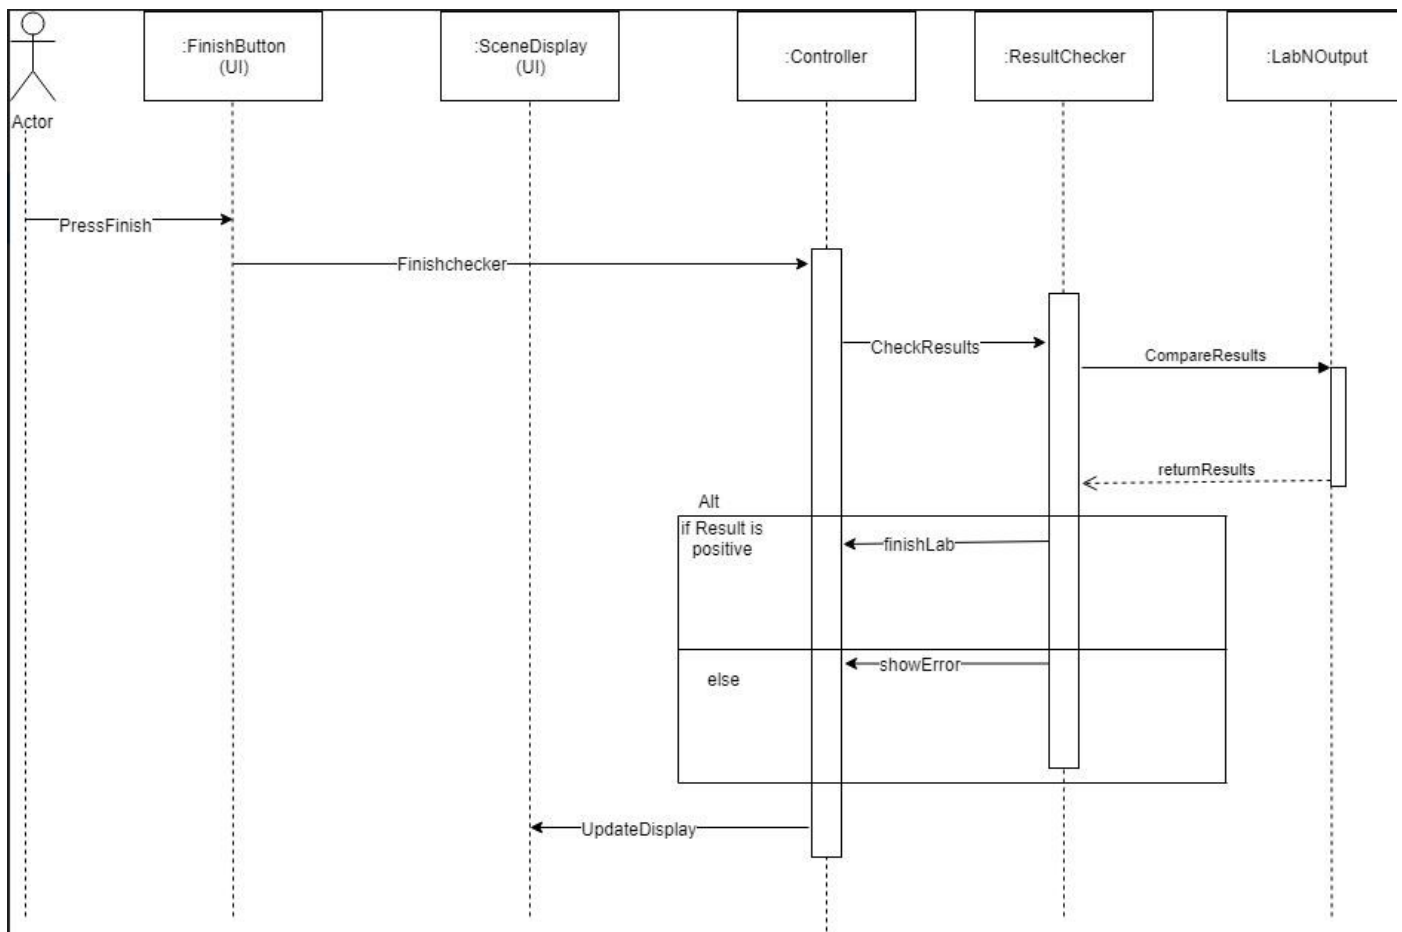 :FinishButton
(UI)
:SceneDisplay
(UI)
:Controller
:ResultChecker
:LabNOutput
Actor
PressFinish
Finishchecker
CheckResults
CompareResults
returnResults
Alt
if Result is
positive
finishLab
showError
else
UpdateDisplay